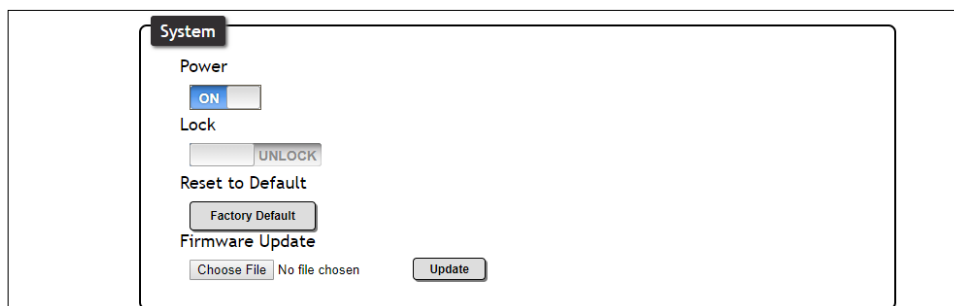 System
Power
ON
Lock
UNLOCK
Reset to Default
Factory Default
Firmware Update
Choose File No file chosen Update